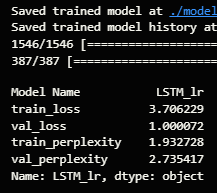 Saved trained model at ./model
Saved trained model history at
1546/1546 [====================
387/387 [======================
Model Name LSTM_lr
train_loss 3.706229
val_loss 1.000072
train_perplexity 1.932728
val_perplexity 2.735417
Name: LSTM_lr, dtype: object